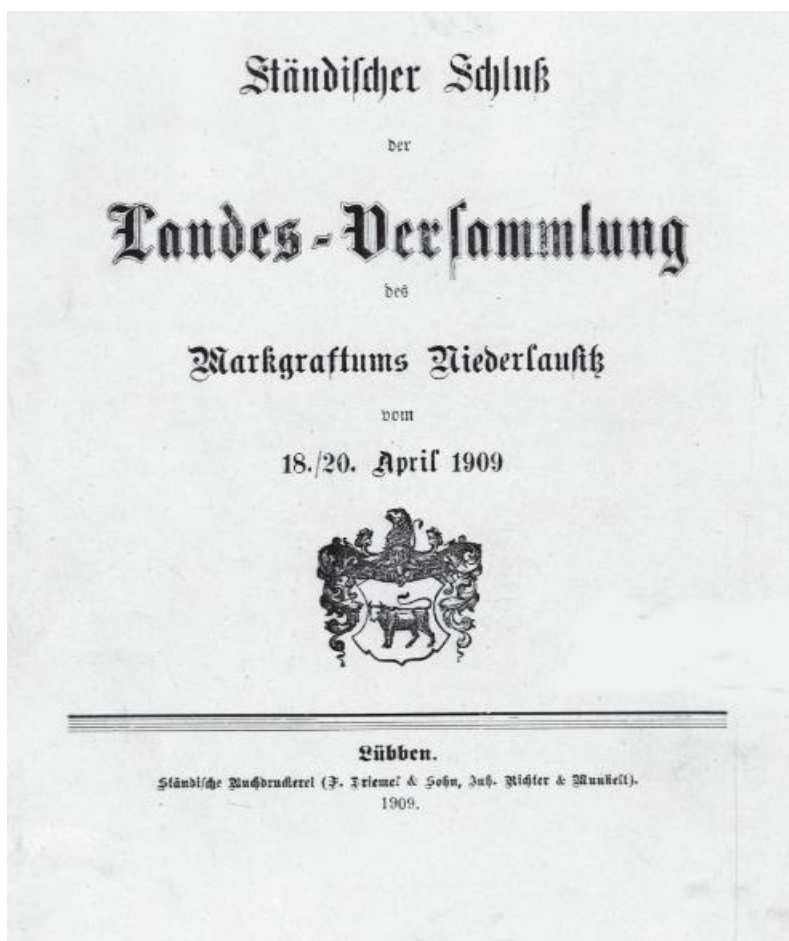 Ständischer Schluß
der
Landes-Versammlung
des
Markgraftums Niederlausitz
vom
18./20. April 1909
Lübben.
Ständische Buchdruckerei (F. Driemel & Sohn, Inh. Richter & Munkelt).
1909.